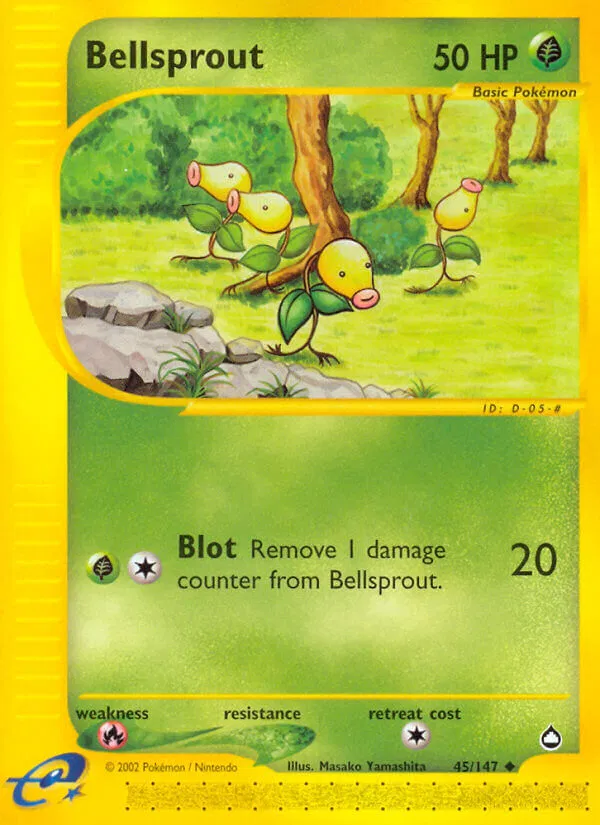 Bellsprout 50 HP
Basic Pokémon
ID: D-05-#
Blot Remove 1 damage
counter from Bellsprout.
20
weakness resistance retreat cost
© 2002 Pokémon / Nintendo Illus. Masako Yamashita 45/147
e